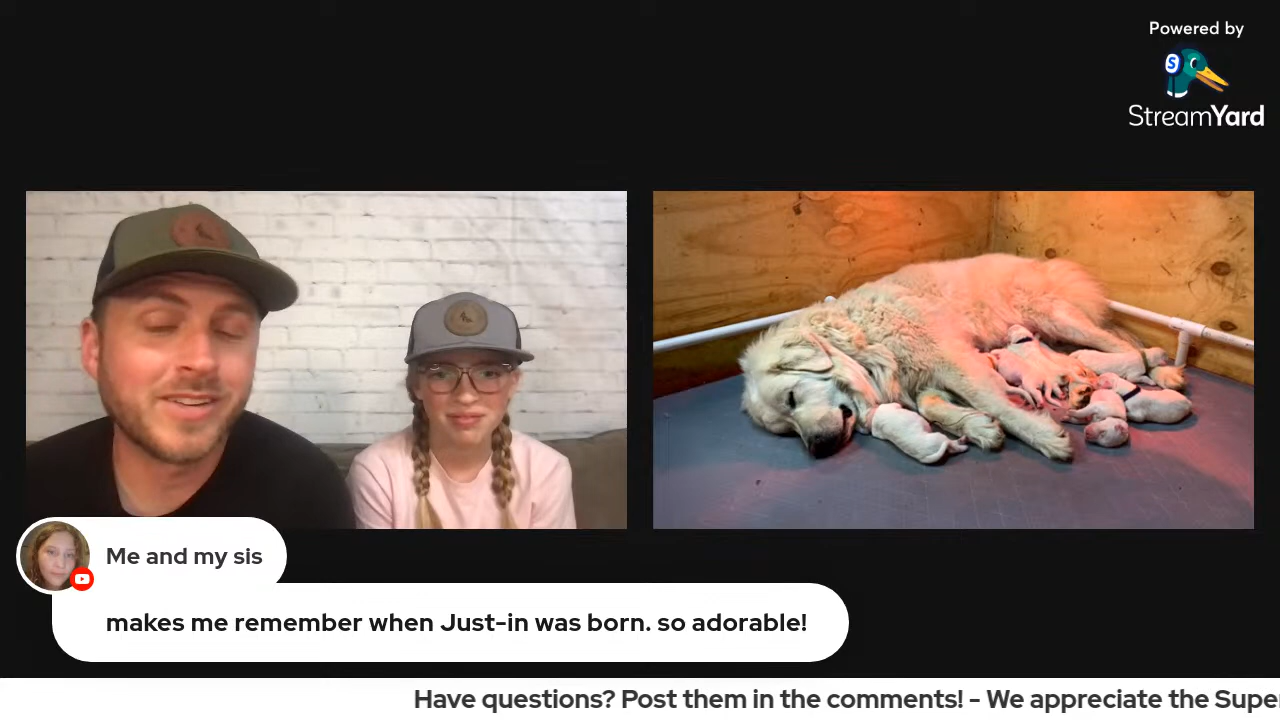 Powered by
S
StreamYard
Me and my sis
makes me remember when Just-in was born. so adorable!
Have questions? Post them in the comments! - We appreciate the Supe